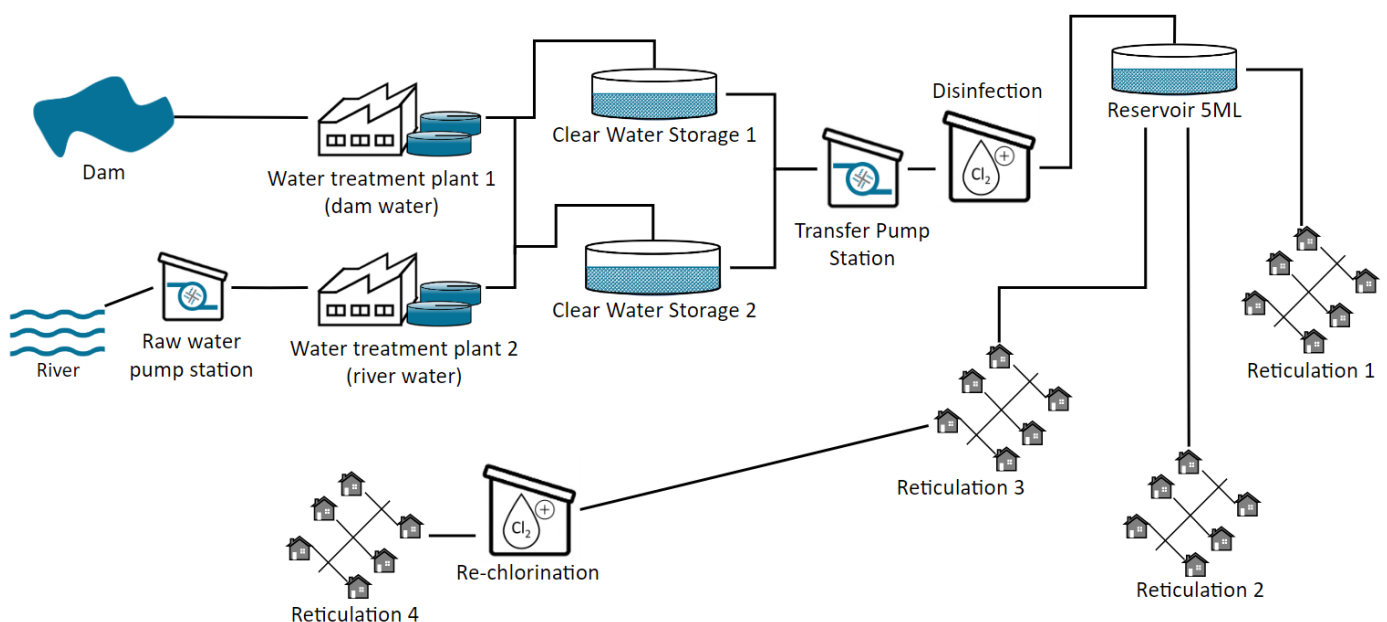 Dam
River
Raw water
pump station
Water treatment plant 1
(dam water)
Water treatment plant 2
(river water)
Clear Water Storage 1
Clear Water Storage 2
Transfer Pump
Station
Disinfection
Cl2
Reservoir 5ML
Reticulation 1
Reticulation 2
Reticulation 3
Cl2
Re-chlorination
Reticulation 4